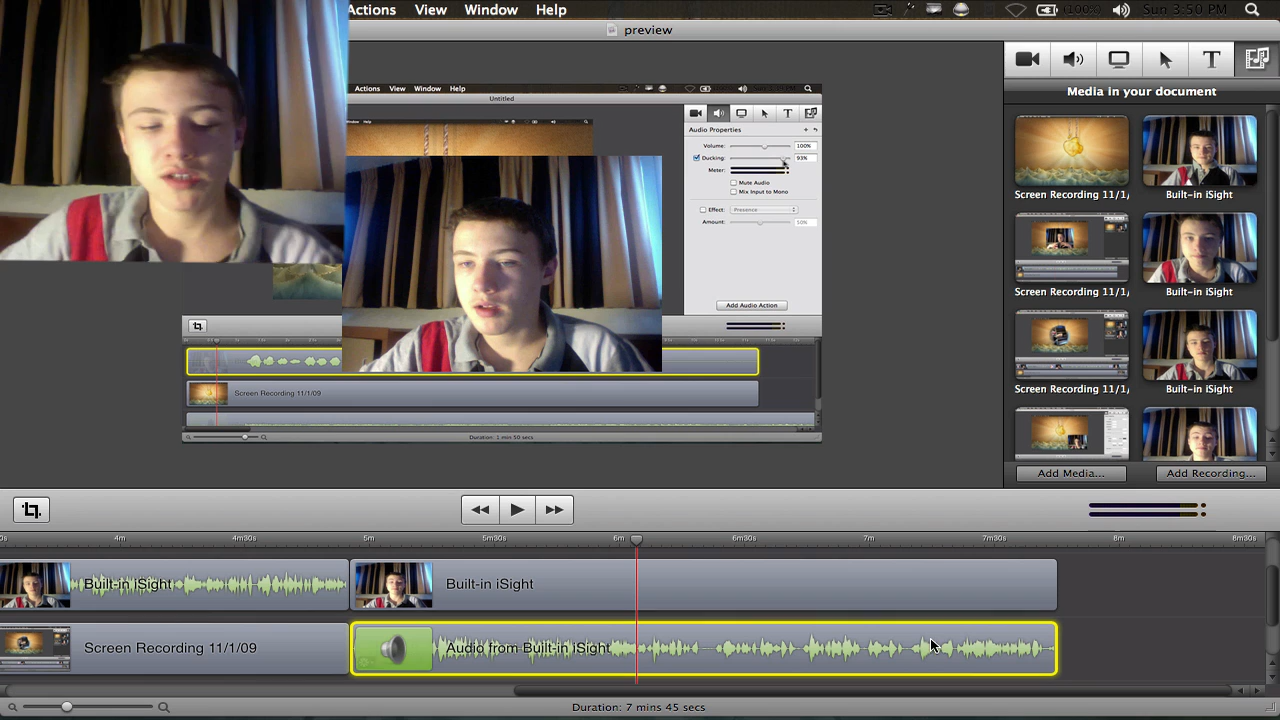 Actions View Window Help (100%) Sun 3:50 PM
preview
Media in your document
Screen Recording 11/1/
Built-in iSight
Screen Recording 11/1/
Built-in iSight
Screen Recording 11/1/
Built-in iSight
Add Media...
Add Recording...
Actions View Window Help
Untitled
Audio Properties
Volume: 100%
Ducking: 93%
Meter:
Mute Audio
Mix Input to Mono
Effect: Presence
Amount: 50%
Add Audio Action
Screen Recording 11/1/09
Duration: 1 min 50 secs
4m 4m30s 5m 5m30s 6m 6m30s 7m 7m30s 8m 8m30s
Built-in iSight
Built-in iSight
Screen Recording 11/1/09
Audio from Built-in iSight
Duration: 7 mins 45 secs